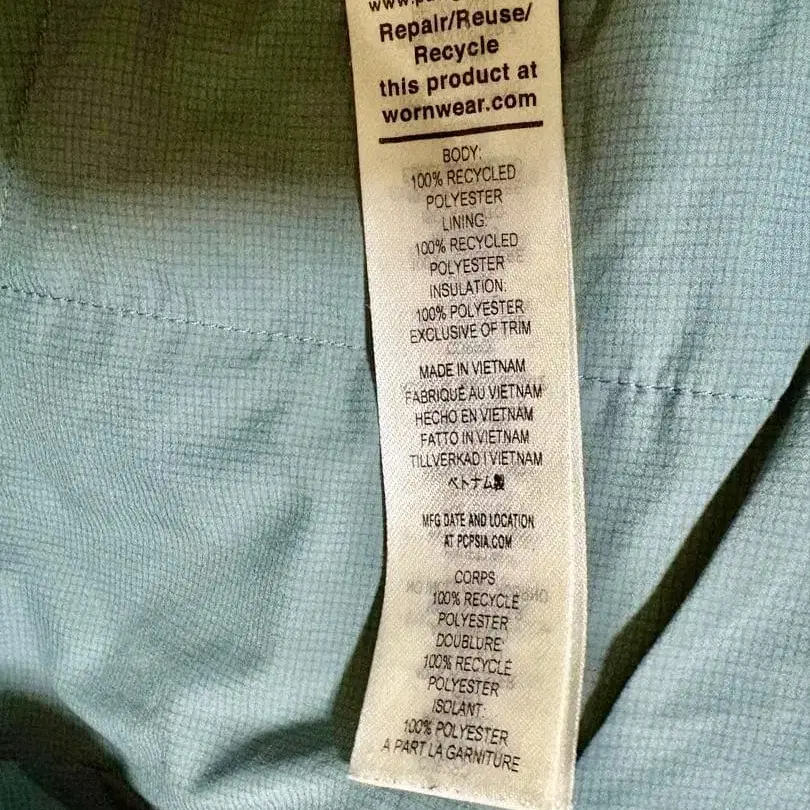 Repair/Reuse/
Recycle
this product at
wornwear.com
BODY:
100% RECYCLED
POLYESTER
LINING:
100% RECYCLED
POLYESTER
INSULATION:
100% POLYESTER
EXCLUSIVE OF TRIM
MADE IN VIETNAM
FABRIQUÉ AU VIETNAM
HECHO EN VIETNAM
FATTO IN VIETNAM
TILLVERKAD I VIETNAM
ベトナム製
MFG DATE AND LOCATION
AT PCPSIA.COM
CORPS
100% RECYCLÉ
POLYESTER
DOUBLURE
100% RECYCLÉ
POLYESTER
ISOLANT:
100% POLYESTER
A PART LA GARNITURE